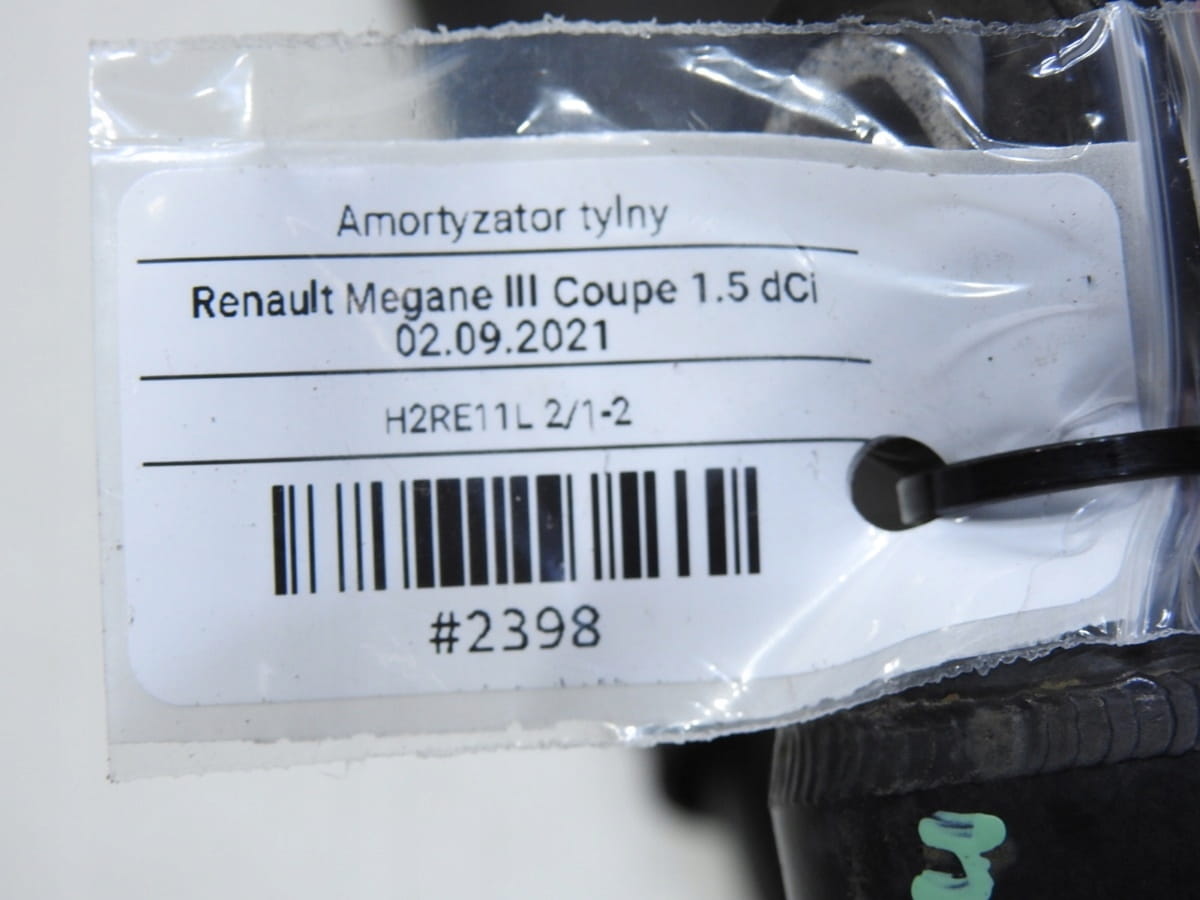 Amortyzator tylny
Renault Megane III Coupe 1.5 dCi
02.09.2021
H2RE11L 2/1-2
#2398